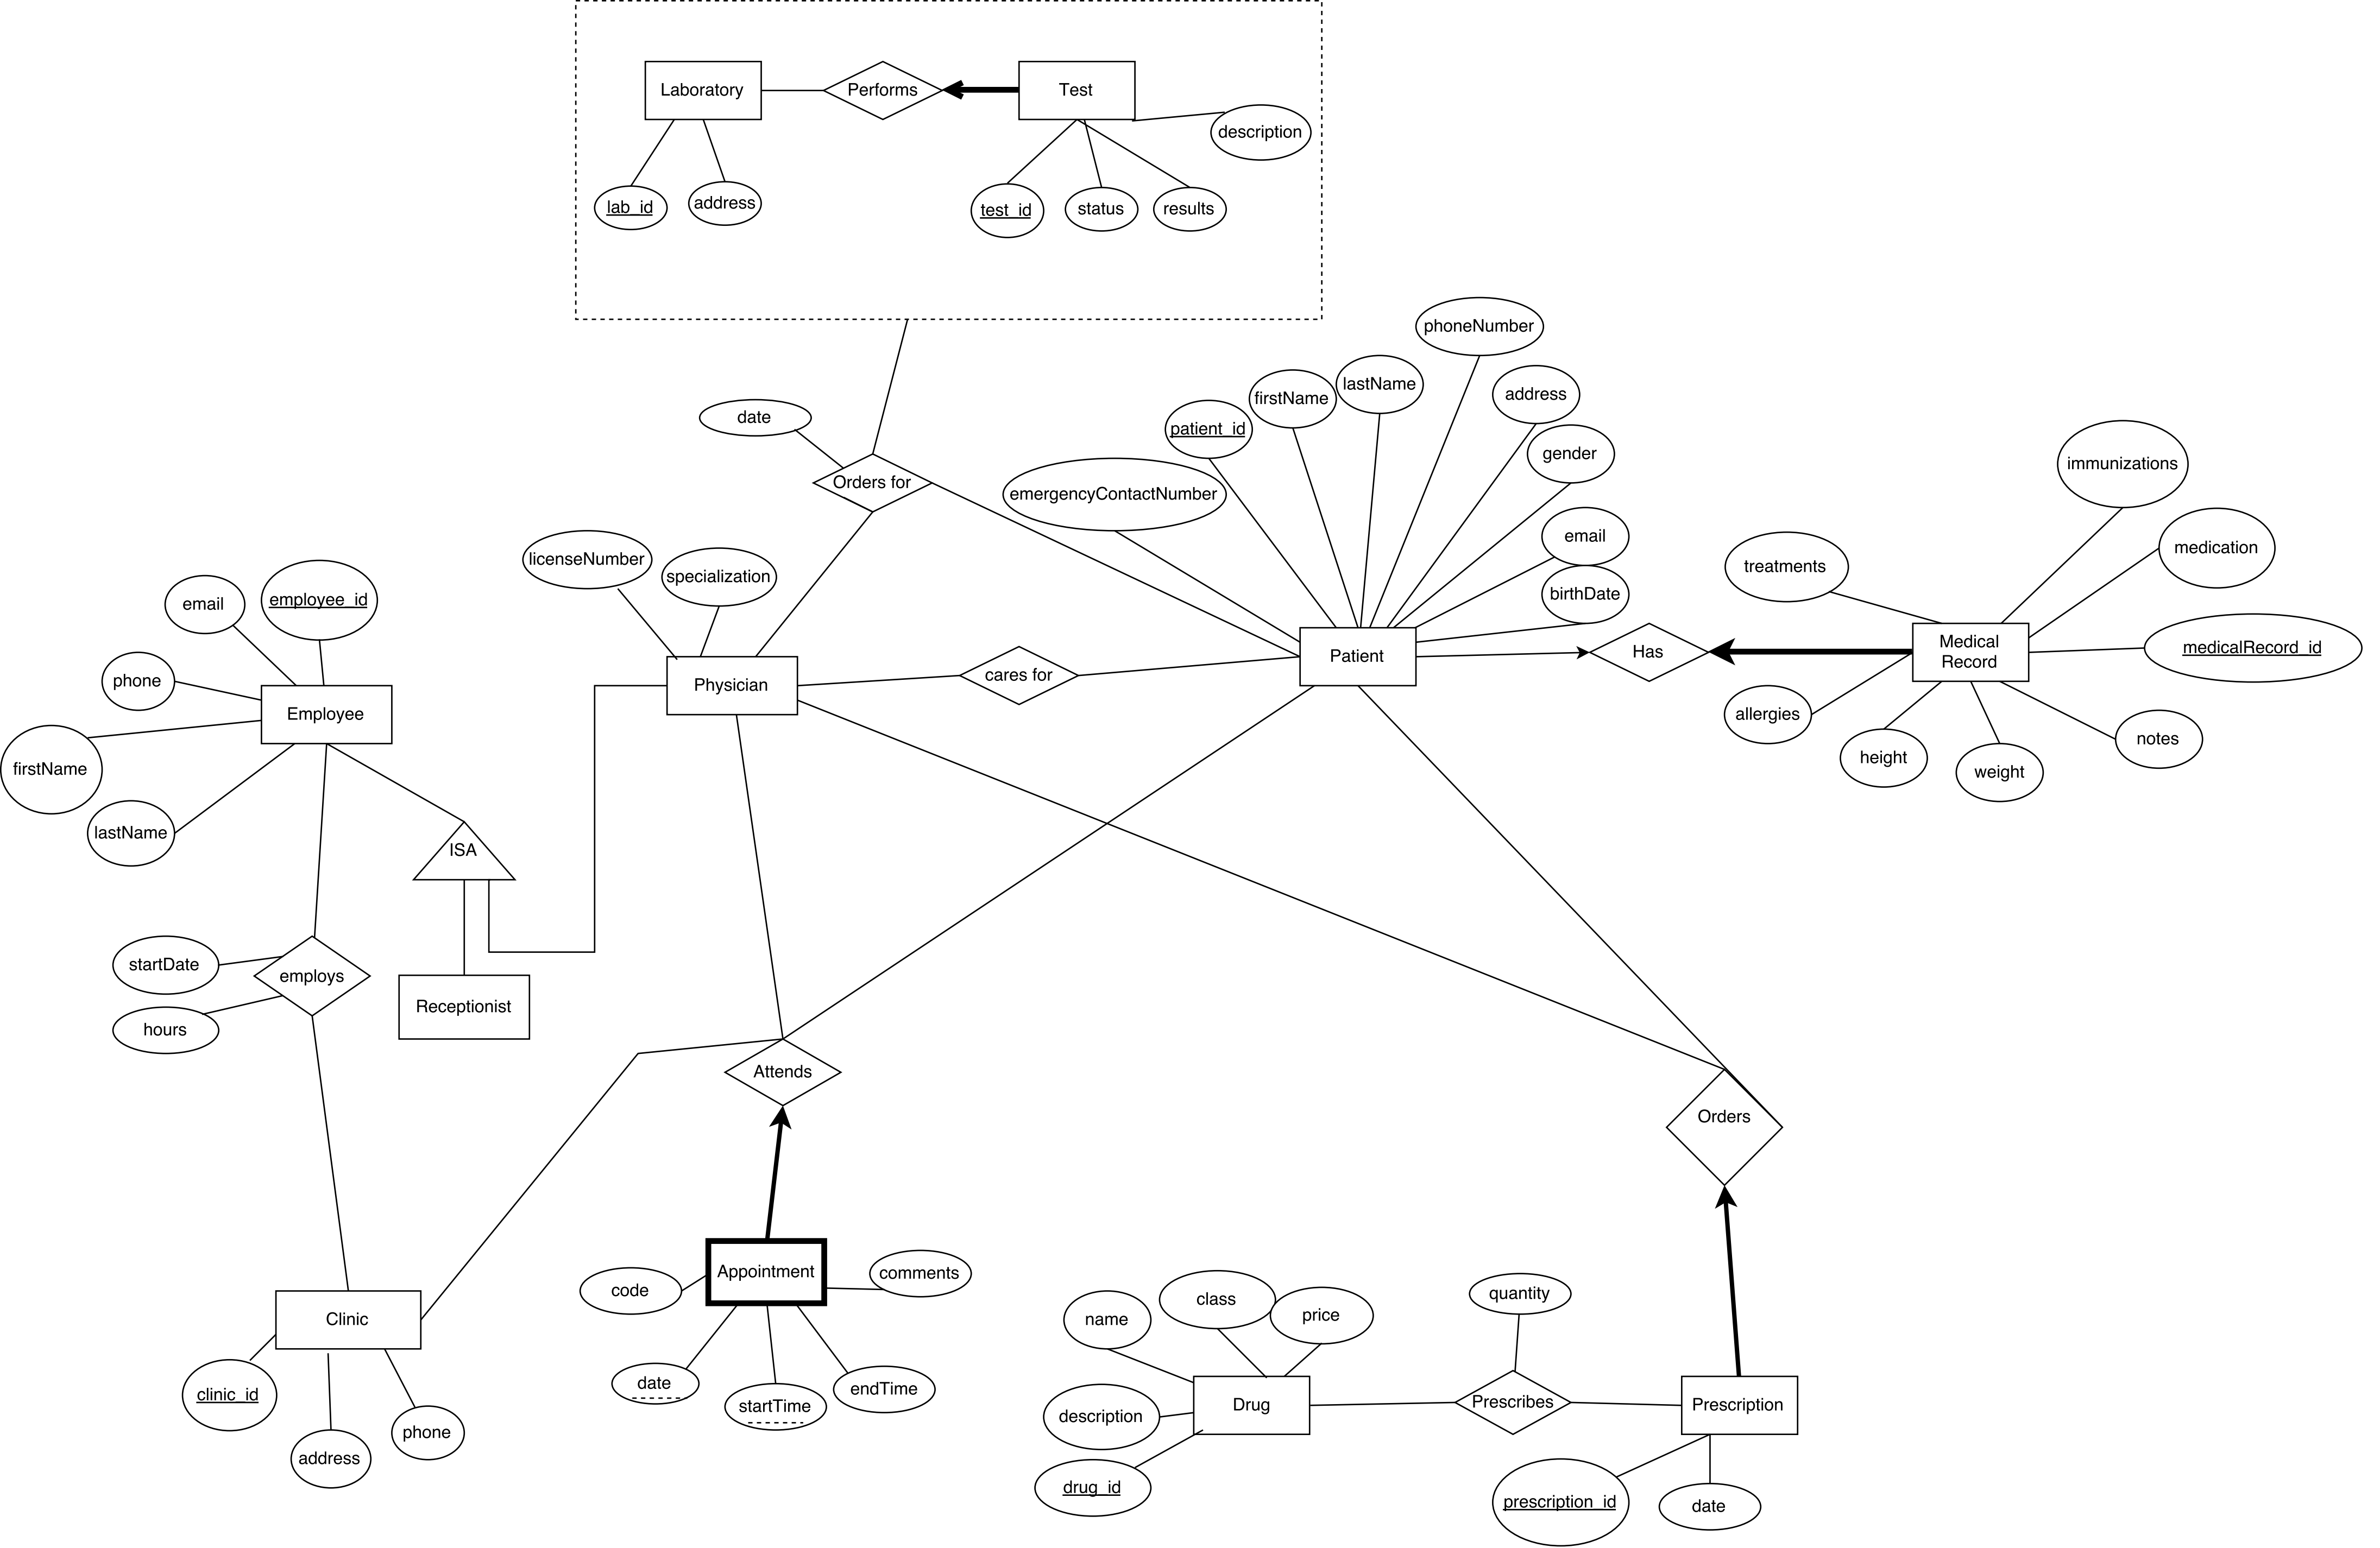 Laboratory
Performs
Test
description
lab_id
address
test_id
status
results
phoneNumber
lastName
firstName
address
date
patient_id
gender
immunizations
Orders for
emergencyContactNumber
email
medication
licenseNumber
specialization
treatments
birthDate
email
employee_id
Patient
Has
Medical
Record
medicalRecord_id
phone
Physician
cares for
Employee
allergies
notes
firstName
height
weight
lastName
ISA
startDate
employs
Receptionist
hours
Attends
Orders
Appointment
comments
code
quantity
class
name
price
Clinic
date
endTime
startTime
description
Drug
Prescribes
Prescription
clinic_id
phone
address
drug_id
prescription_id
date